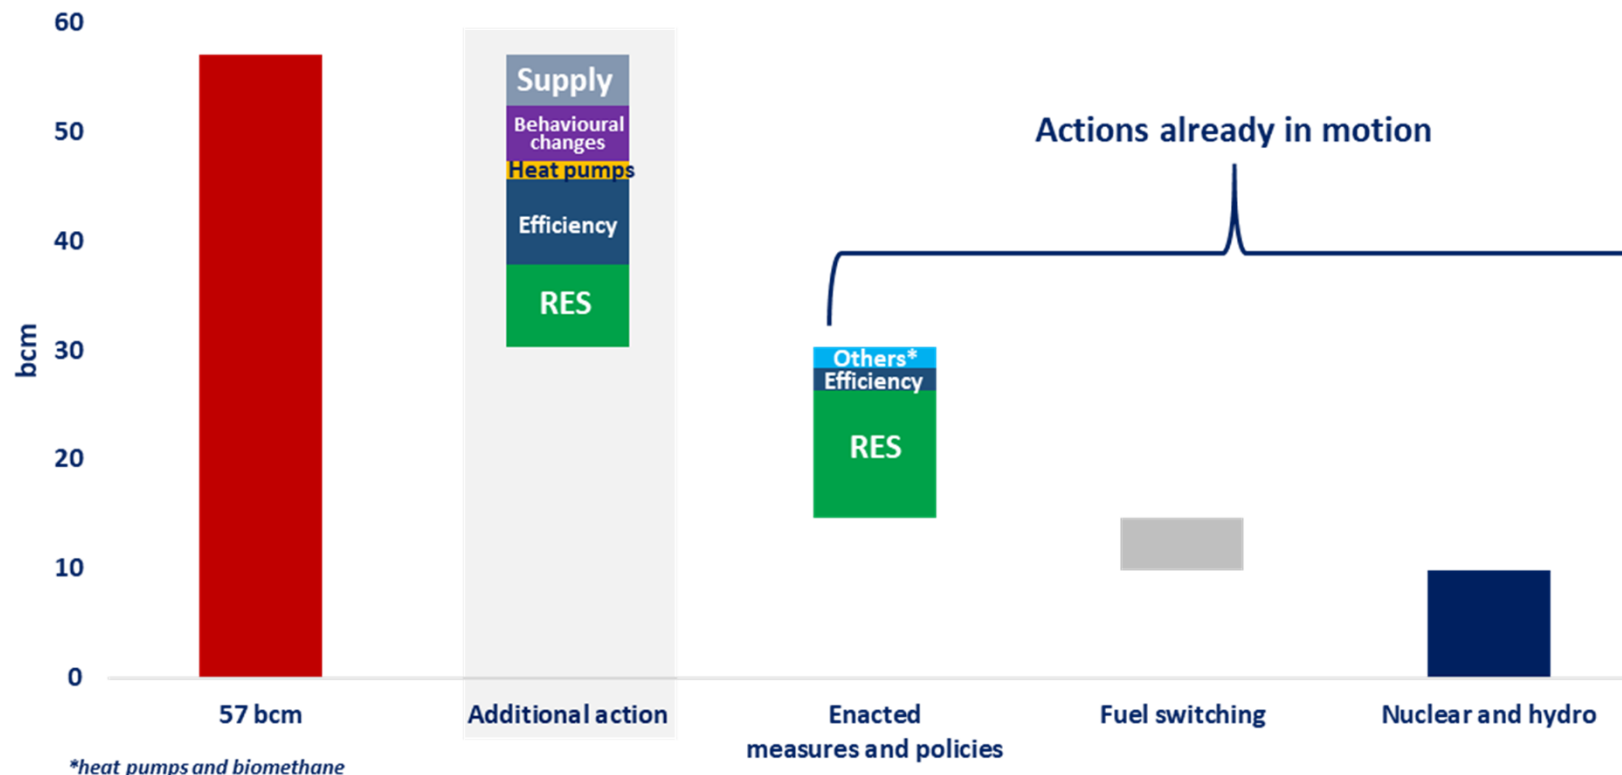 60
50
40
30
20
10
0
bcm
Supply
Behavioural
changes
Heat pumps
Efficiency
RES
Actions already in motion
Others*
Efficiency
RES
57 bcm
Additional action
Enacted
measures and policies
Fuel switching
Nuclear and hydro
*heat pumps and biomethane